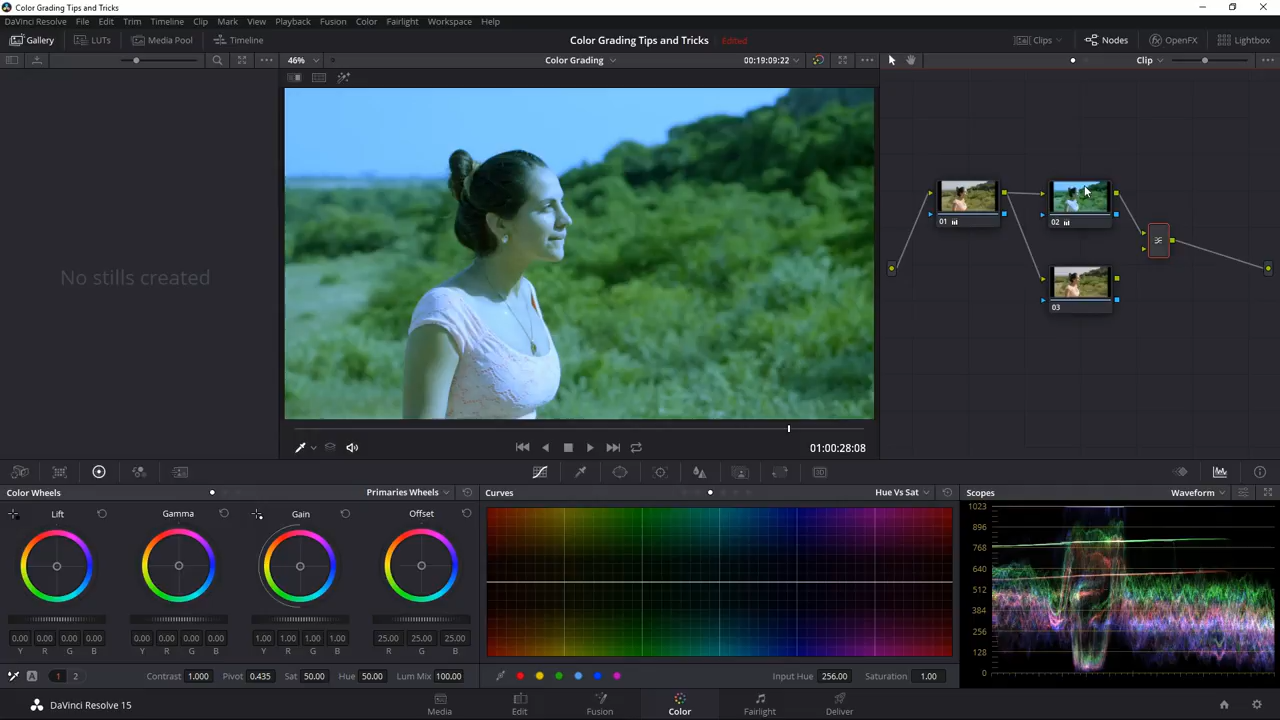 Color Grading Tips and Tricks
DaVinci Resolve File Edit Trim Timeline Clip Mark View Playback Fusion Color Fairlight Workspace Help
Gallery LUTs Media Pool Timeline Color Grading Tips and Tricks Edited Clips Nodes OpenFX Lightbox
46% Color Grading 00:19:09:22 Clip
No stills created
01
02
03
01:00:28:08
Color Wheels Primaries Wheels Curves Hue Vs Sat Scopes Waveform
Lift Gamma Gain Offset
1023
896
768
640
512
384
256
128
0
0.00 0.00 0.00 0.00 0.00 0.00 0.00 0.00 1.00 1.00 1.00 1.00 25.00 25.00 25.00
Y R G B Y R G B Y R G B R G B
A 1 2 Contrast 1.000 Pivot 0.435 Sat 50.00 Hue 50.00 Lum Mix 100.00 Input Hue 256.00 Saturation 1.00
DaVinci Resolve 15
Media Edit Fusion Color Fairlight Deliver